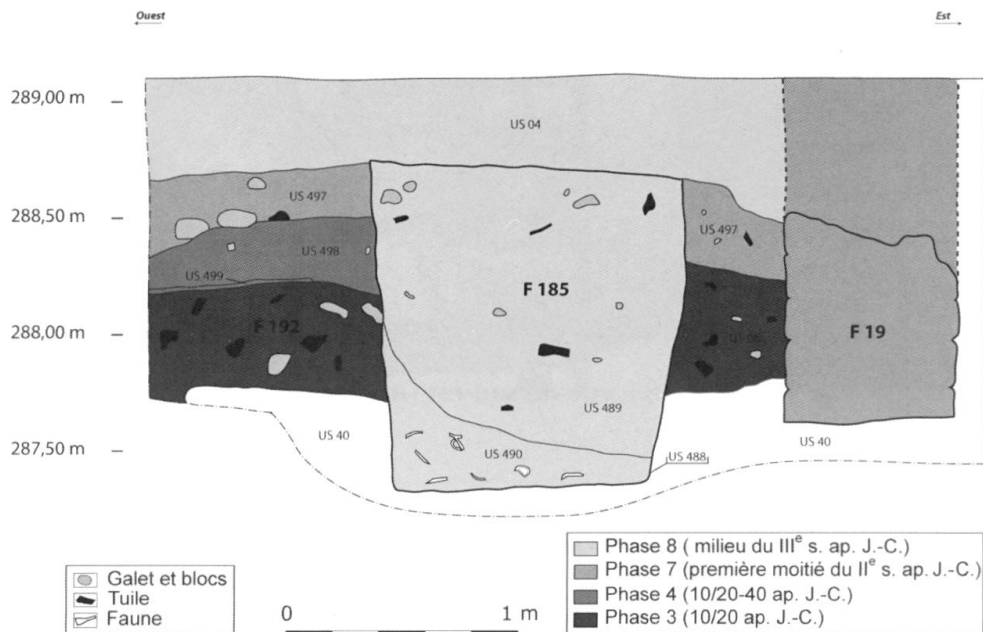 Ouest
Est
289,00 m
US 04
US 497
288,50
US 498
US 497
US 499
F 185
F 192
288,00 m
F 19
US 489
US 40
US 40
287,50
US 490
US 488
Galet et blocs
Tuile
Faune
0
1 m
Phase 8 ( milieu du IIIe s. ap. J.-C.)
Phase 7 (première moitié du IIe s. ap. J.-C.)
Phase 4 (10/20-40 ap. J.-C.)
Phase 3 (10/20 ap. J.-C.)